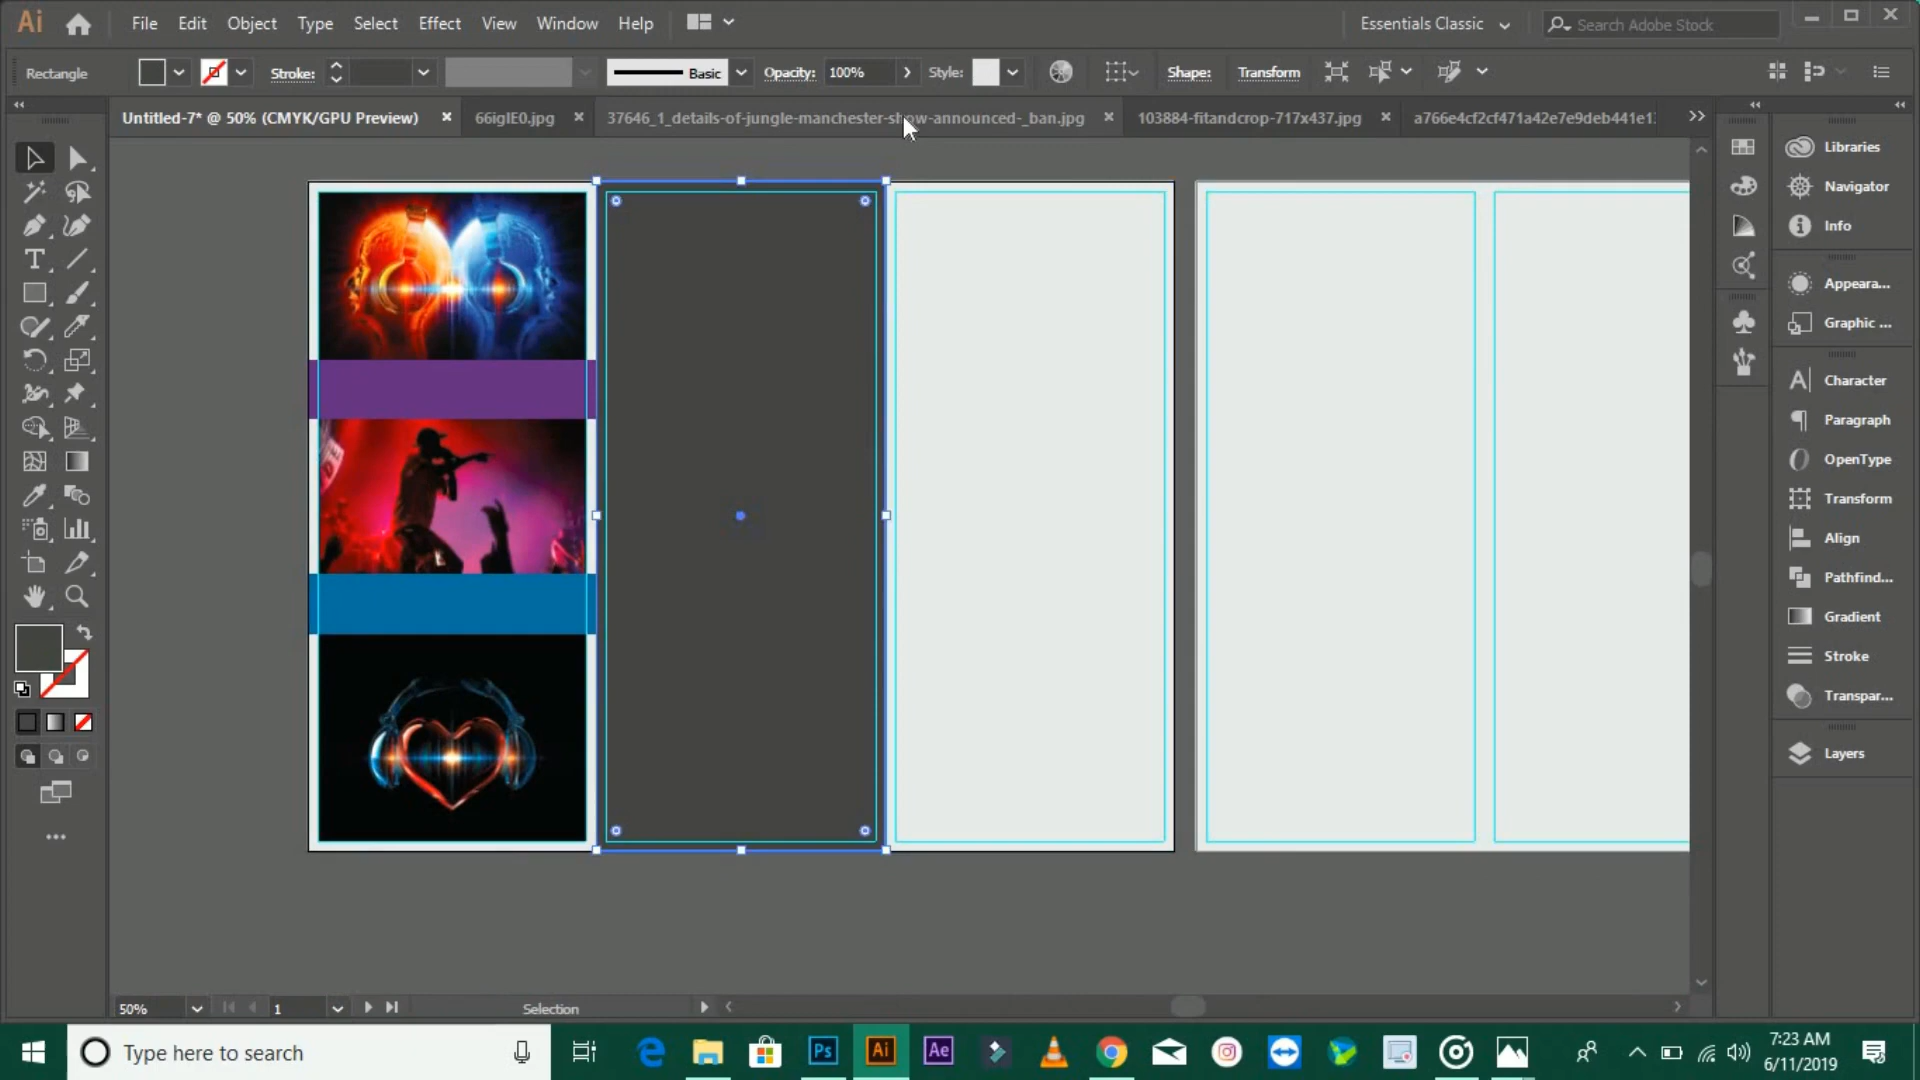 Ai File Edit Object Type Select Effect View Window Help Essentials Classic Search Adobe Stock
Rectangle Stroke: Basic Opacity: 100% Style: Shape: Transform
Untitled-7* @ 50% (CMYK/GPU Preview) 66igIE0.jpg 37646_1_details-of-jungle-manchester-show-announced-_ban.jpg 103884-fitandcrop-717x437.jpg
Libraries
Navigator
Info
Appeara...
Graphic ...
Character
Paragraph
OpenType
Transform
Align
Pathfind...
Gradient
Stroke
Transpar...
Layers
50% 1 Selection
Type here to search Ps Ai Ae 7:23 AM
6/11/2019